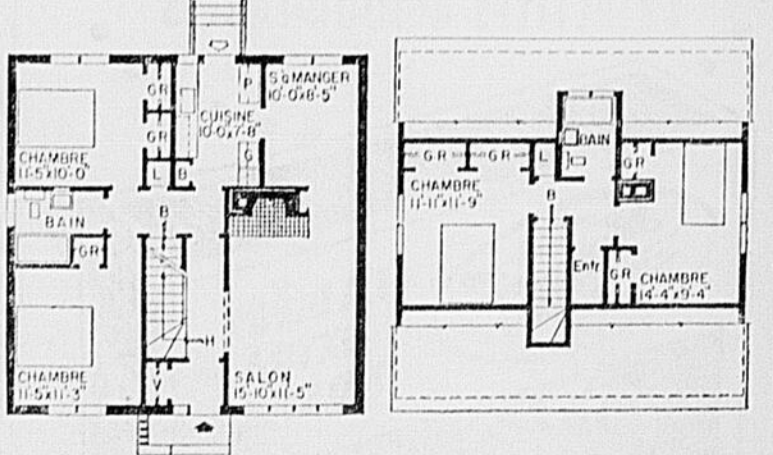 GR
GR
P
S.à MANGER
10'-0"x8'-5"
CUISINE
10'-0"x7'-8"
CHAMBRE
11'-5"x10'-0"
L
B
G
BAIN
B
GR
H
CHAMBRE
11'-5"x11'-3"
V
SALON
15'-10"x11'-5"
GR
GR
L
BAIN
GR
CHAMBRE
11'-11"x11'-9"
B
Entr
GR
CHAMBRE
14'-4"x9'-4"